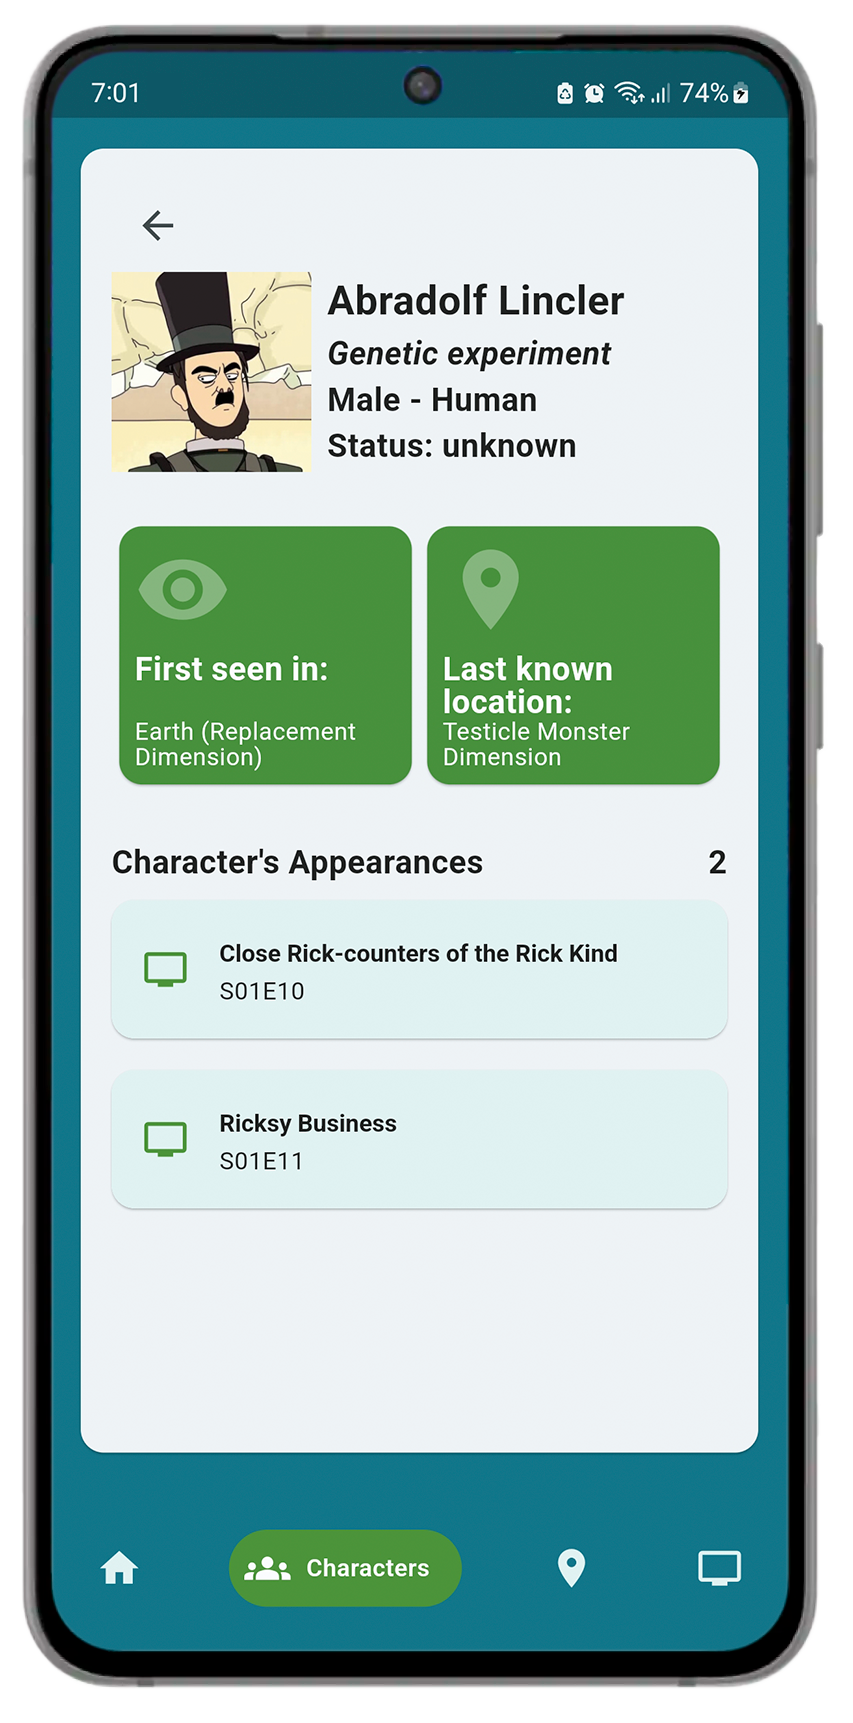 7:01
74%
Abradolf Lincler
Genetic experiment
Male - Human
Status: unknown
First seen in:
Earth (Replacement
Dimension)
Last known
location:
Testicle Monster
Dimension
Character's Appearances
2
Close Rick-counters of the Rick Kind
S01E10
Ricksy Business
S01E11
Characters